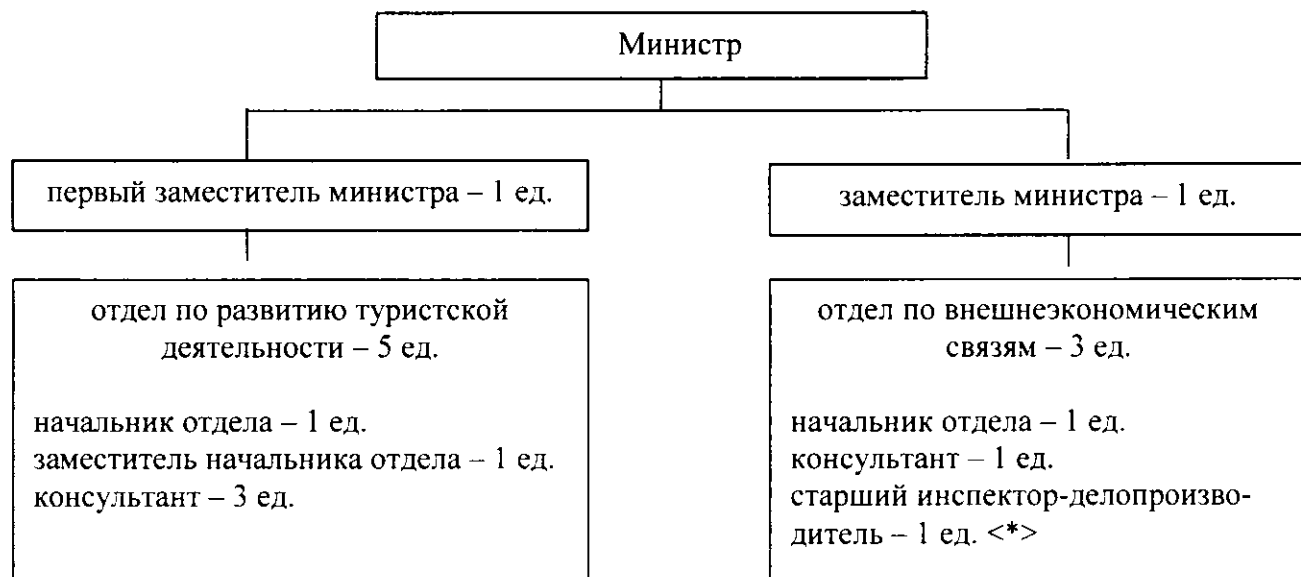 Министр
первый заместитель министра – 1 ед.
заместитель министра – 1 ед.
отдел по развитию туристской
деятельности – 5 ед.
начальник отдела – 1 ед.
заместитель начальника отдела – 1 ед.
консультант – 3 ед.
отдел по внешнеэкономическим
связям – 3 ед.
начальник отдела – 1 ед.
консультант – 1 ед.
старший инспектор-делопроизво-
дитель – 1 ед. <*>